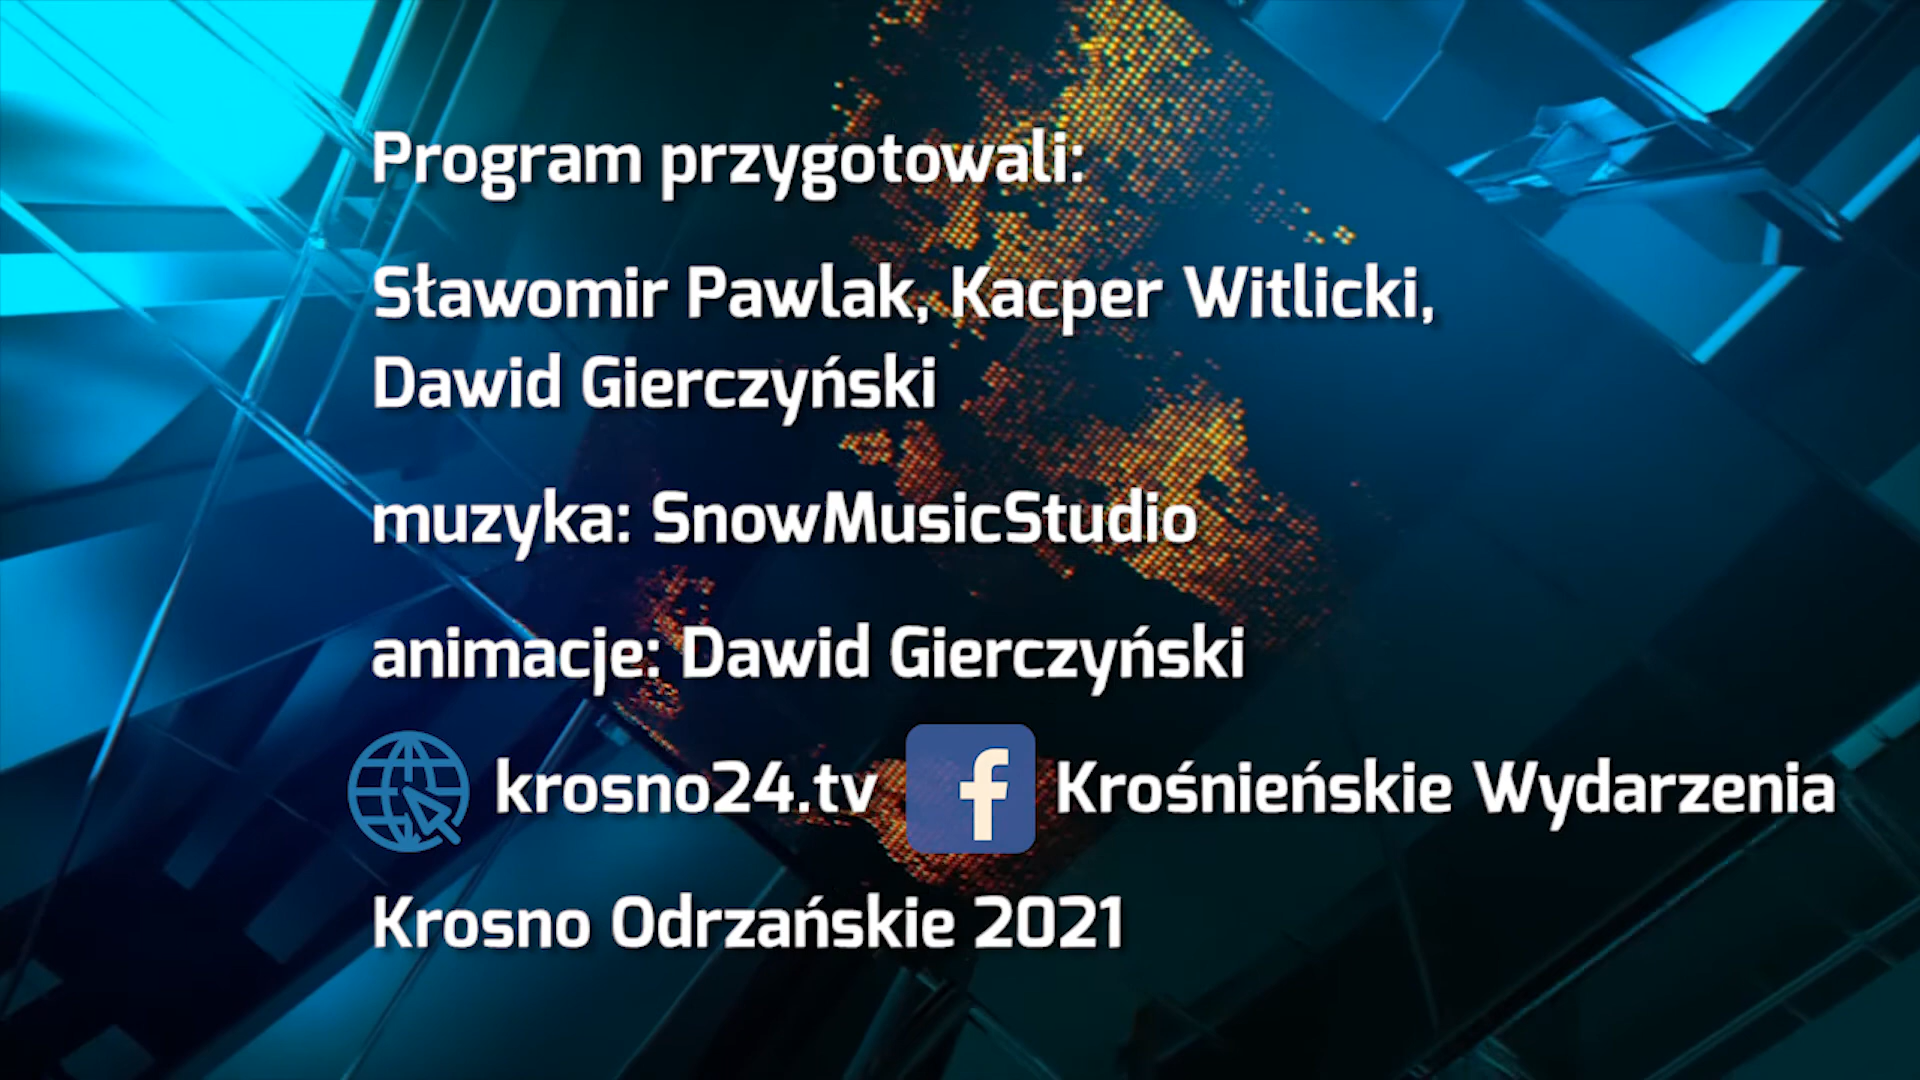 Program przygotowali:
Sławomir Pawlak, Kacper Witlicki,
Dawid Gierczyński
muzyka: SnowMusicStudio
animacje: Dawid Gierczyński
krosno24.tv f Krośnieńskie Wydarzenia
Krosno Odrzańskie 2021